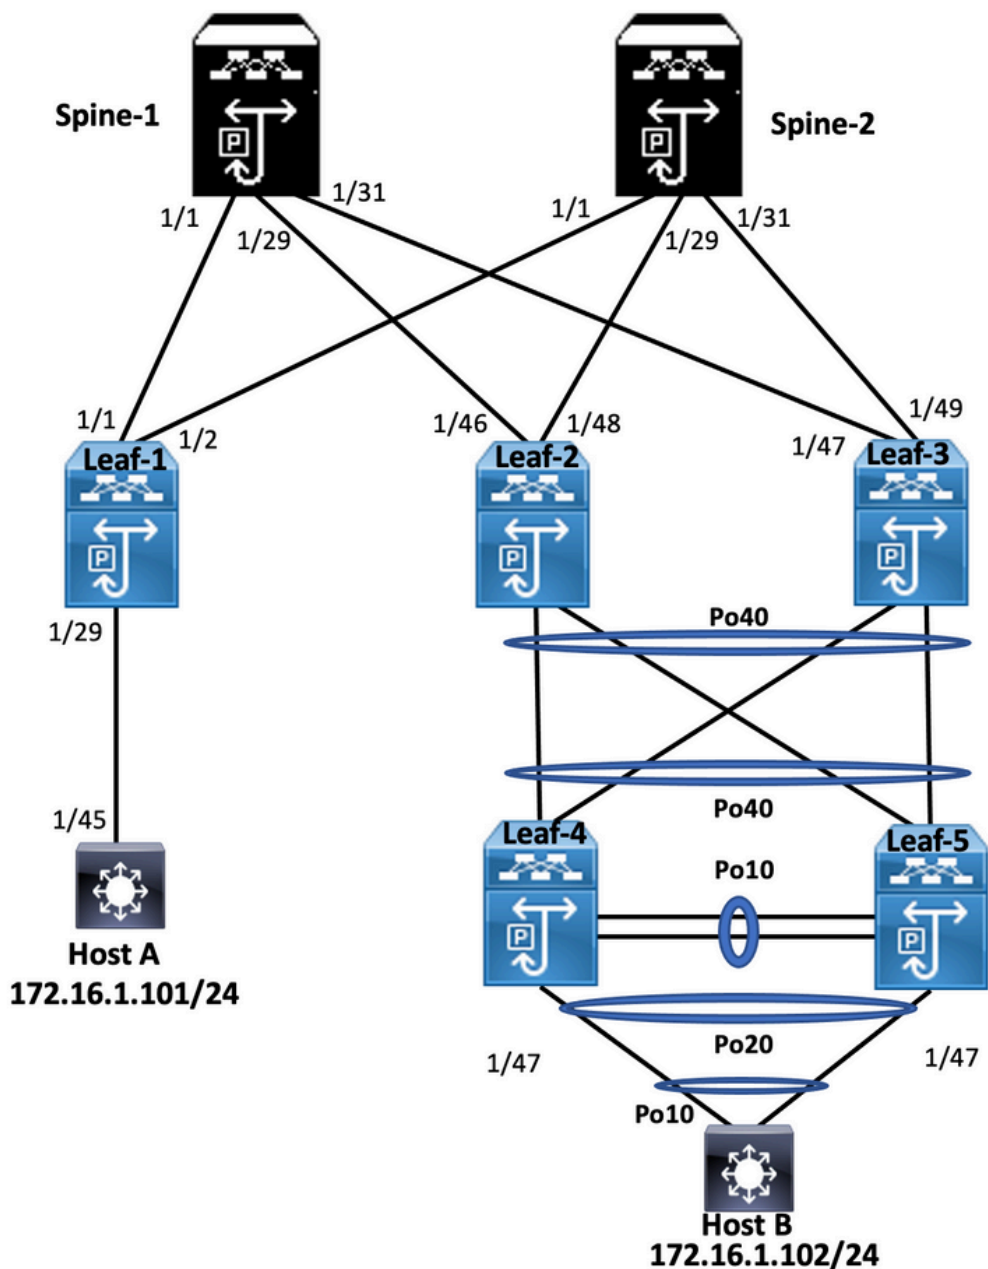 Spine-1
Spine-2
P
P
1/1
1/29
1/31
1/1
1/29
1/31
1/1
1/2
1/46
1/48
1/47
1/49
Leaf-1
Leaf-2
Leaf-3
P
P
P
1/29
Po40
1/45
Po40
Leaf-4
Leaf-5
Po10
P
P
Host A
172.16.1.101/24
1/47
Po20
1/47
Po10
Host B
172.16.1.102/24